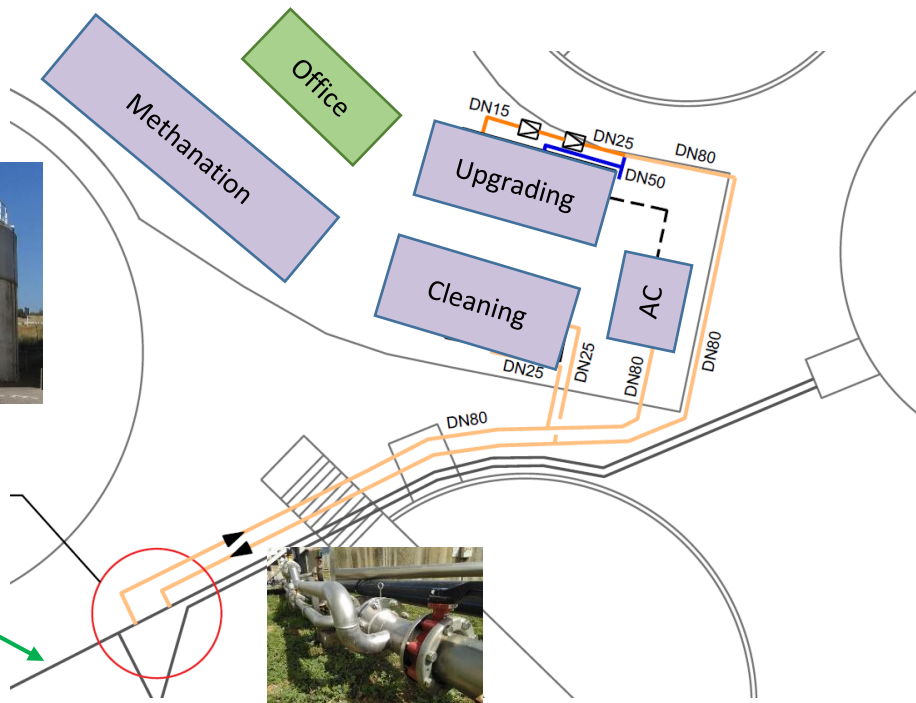 Office
Methanation
DN15
DN25
DN80
Upgrading
DN50
Cleaning
AC
DN25
DN25
DN80
DN80
DN80